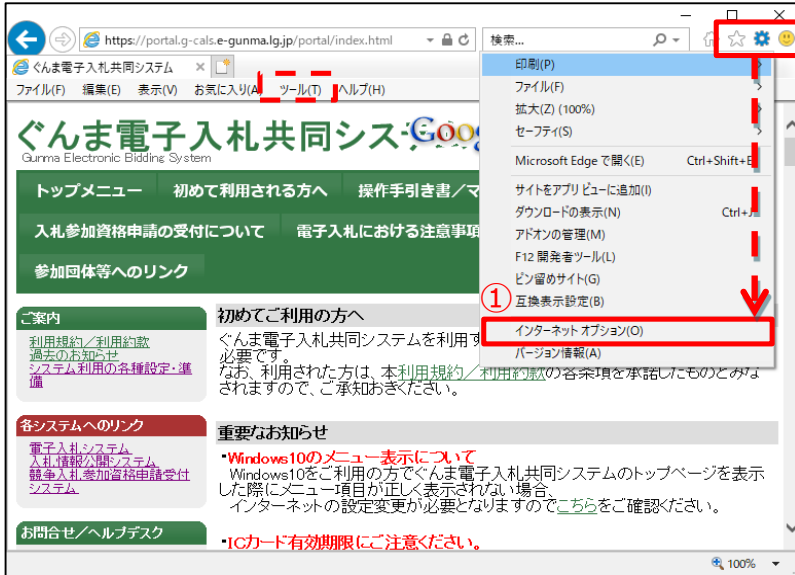 https://portal.g-cals.e-gunma.lg.jp/portal/index.html
検索...
ぐんま電子入札共同システム
ファイル(F) 編集(E) 表示(V) お気に入り(A) ツール(T) ヘルプ(H)
印刷(P)
ファイル(F)
拡大(Z) (100%)
セーフティ(S)
Microsoft Edge で開く(E) Ctrl+Shift+E
サイトをアプリ ビューに追加(I)
ダウンロードの表示(N) Ctrl+J
アドオンの管理(M)
F12 開発者ツール(L)
ピン留めサイト(G)
互換表示設定(B)
①
インターネット オプション(O)
バージョン情報(A)
ぐんま電子入札共同シス Goo
Gunma Electronic Bidding System
トップメニュー 初めて利用される方へ 操作手引き書/マ
入札参加資格申請の受付について 電子入札における注意事項
参加団体等へのリンク
ご案内
利用規約/利用約款
過去のお知らせ
システム利用の各種設定・準
備
初めてご利用の方へ
ぐんま電子入札共同システムを利用す
必要です。
なお、利用された方は、本利用規約/利用約款の各条項を承諾したものとみな
されますので、ご承知おきください。
各システムへのリンク
電子入札システム
入札情報公開システム
競争入札参加資格申請受付
システム
重要なお知らせ
・Windows10のメニュー表示について
Windows10をご利用の方でぐんま電子入札共同システムのトップページを表示
した際にメニュー項目が正しく表示されない場合、
インターネットの設定変更が必要となりますのでこちらをご確認ください。
お問合せ/ヘルプデスク
・ICカード有効期限にご注意ください。
100%